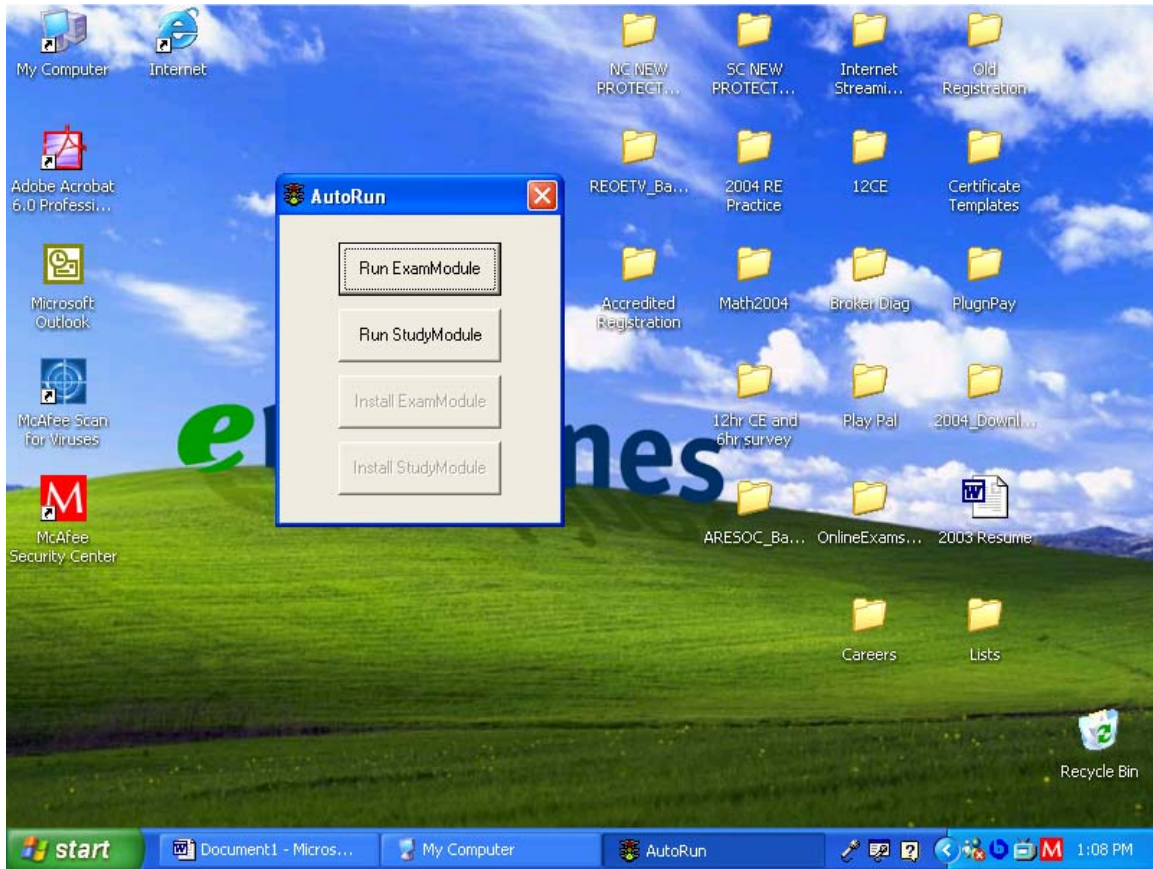 My Computer
Internet
NC NEW
PROTECT...
SC NEW
PROTECT...
Internet
Streami...
Old
Registration
Adobe Acrobat
6.0 Professi...
REOETV_Ba...
2004 RE
Practice
12CE
Certificate
Templates
AutoRun
Run ExamModule
Run StudyModule
Install ExamModule
Install StudyModule
Microsoft
Outlook
Accredited
Registration
Math2004
Broker Diag
PlugnPay
McAfee Scan
for Viruses
12hr CE and
6hr survey
Play Pal
2004_Downl...
McAfee
Security Center
ARESOC_Ba...
OnlineExams...
2003 Resume
Careers
Lists
Recycle Bin
start
Document1 - Micros...
My Computer
AutoRun
1:08 PM